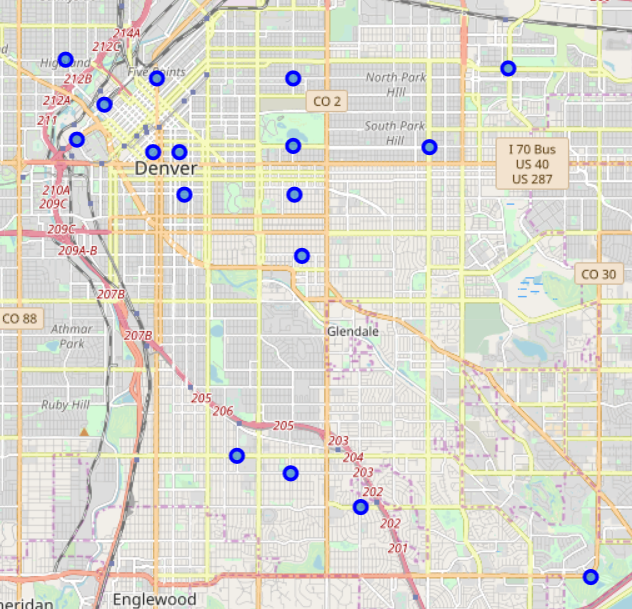 214A
212C
Highland
212B
Five Points
North Park
Hill
212A
CO 2
211
South Park
Hill
I 70 Bus
US 40
US 287
Denver
210A
209C
209C
209A-B
CO 30
207B
CO 88
Athmar
Park
207B
Glendale
205
206
Ruby Hill
205
203
204
203
202
202
201
Englewood
heridan